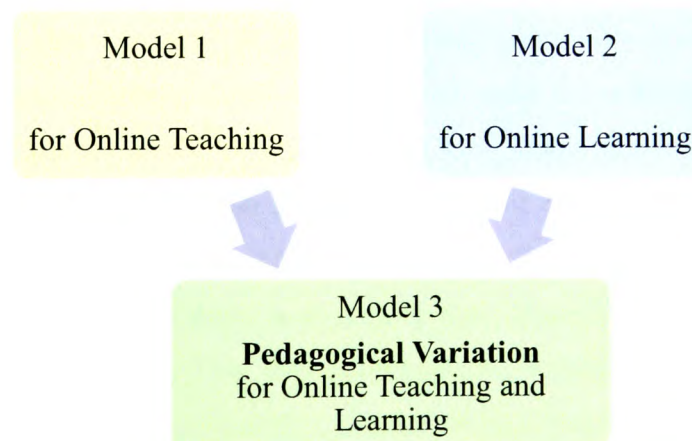 Model 1
for Online Teaching
Model 2
for Online Learning
Model 3
Pedagogical Variation
for Online Teaching and
Learning